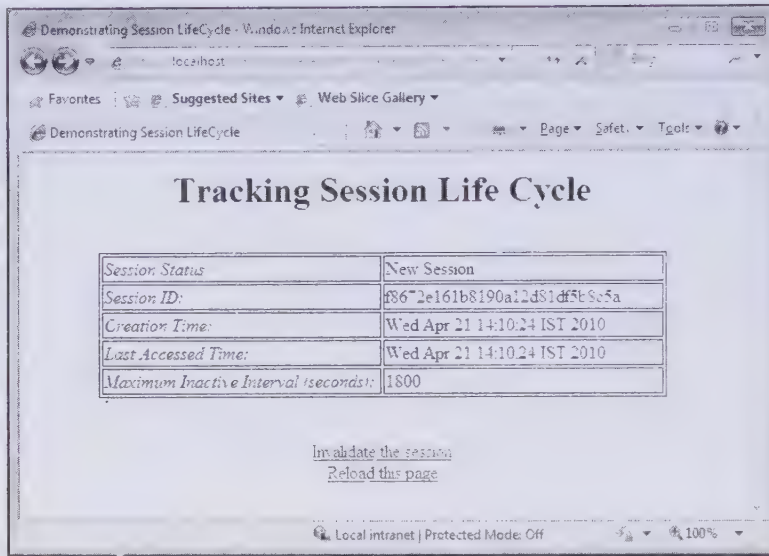 Demonstrating Session LifeCycle - Windows Internet Explorer
localhost
Favorites Suggested Sites Web Slice Gallery
Demonstrating Session LifeCycle Page Safety Tools
Tracking Session Life Cycle
Session Status New Session
Session ID:
Creation Time: Wed Apr 21 14:10:24 IST 2010
Last Accessed Time: Wed Apr 21 14:10:24 IST 2010
Maximum Inactive Interval (seconds): 1800
Invalidate the session
Reload this page
Local intranet | Protected Mode: Off 100%